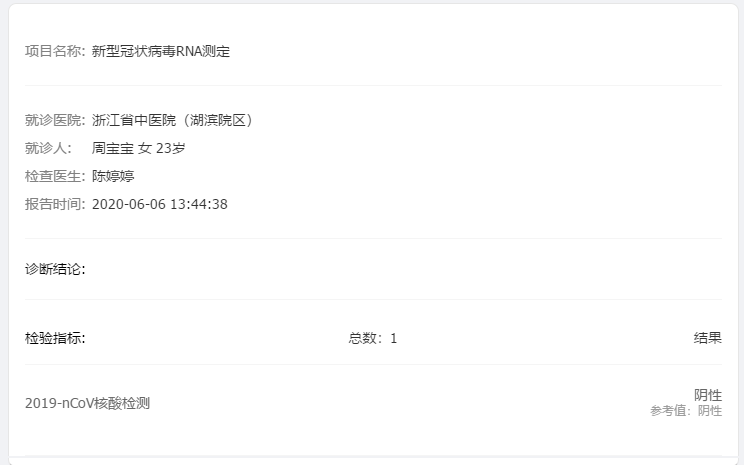 项目名称: 新型冠状病毒RNA测定
就诊医院: 浙江省中医院（湖滨院区）
就诊人: 周宝宝 女 23岁
检查医生: 陈婷婷
报告时间: 2020-06-06 13:44:38
诊断结论:
检验指标: 总数：1 结果
2019-nCoV核酸检测 阴性
参考值：阴性